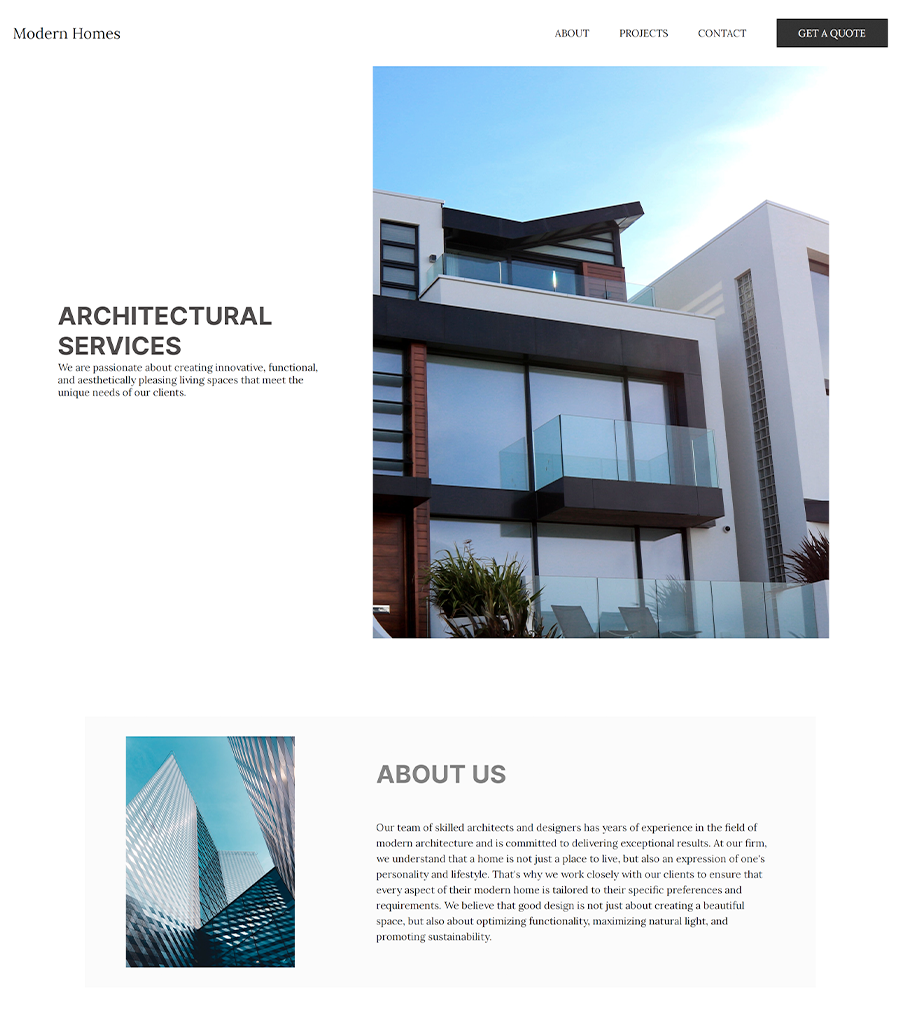 Modern Homes
ABOUT
PROJECTS
CONTACT
GET A QUOTE
ARCHITECTURAL
SERVICES
We are passionate about creating innovative, functional,
and aesthetically pleasing living spaces that meet the
unique needs of our clients.
ABOUT US
Our team of skilled architects and designers has years of experience in the field of
modern architecture and is committed to delivering exceptional results. At our firm,
we understand that a home is not just a place to live, but also an expression of one's
personality and lifestyle. That's why we work closely with our clients to ensure that
every aspect of their modern home is tailored to their specific preferences and
requirements. We believe that good design is not just about creating a beautiful
space, but also about optimizing functionality, maximizing natural light, and
promoting sustainability.